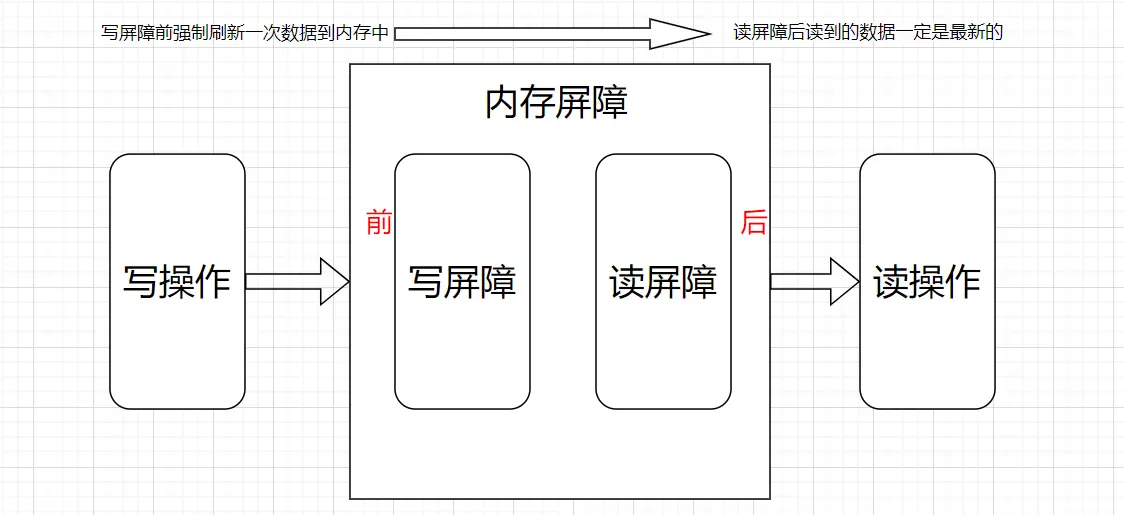 写屏障前强制刷新一次数据到内存中
读屏障后读到的数据一定是最新的
内存屏障
前
后
写操作
写屏障
读屏障
读操作